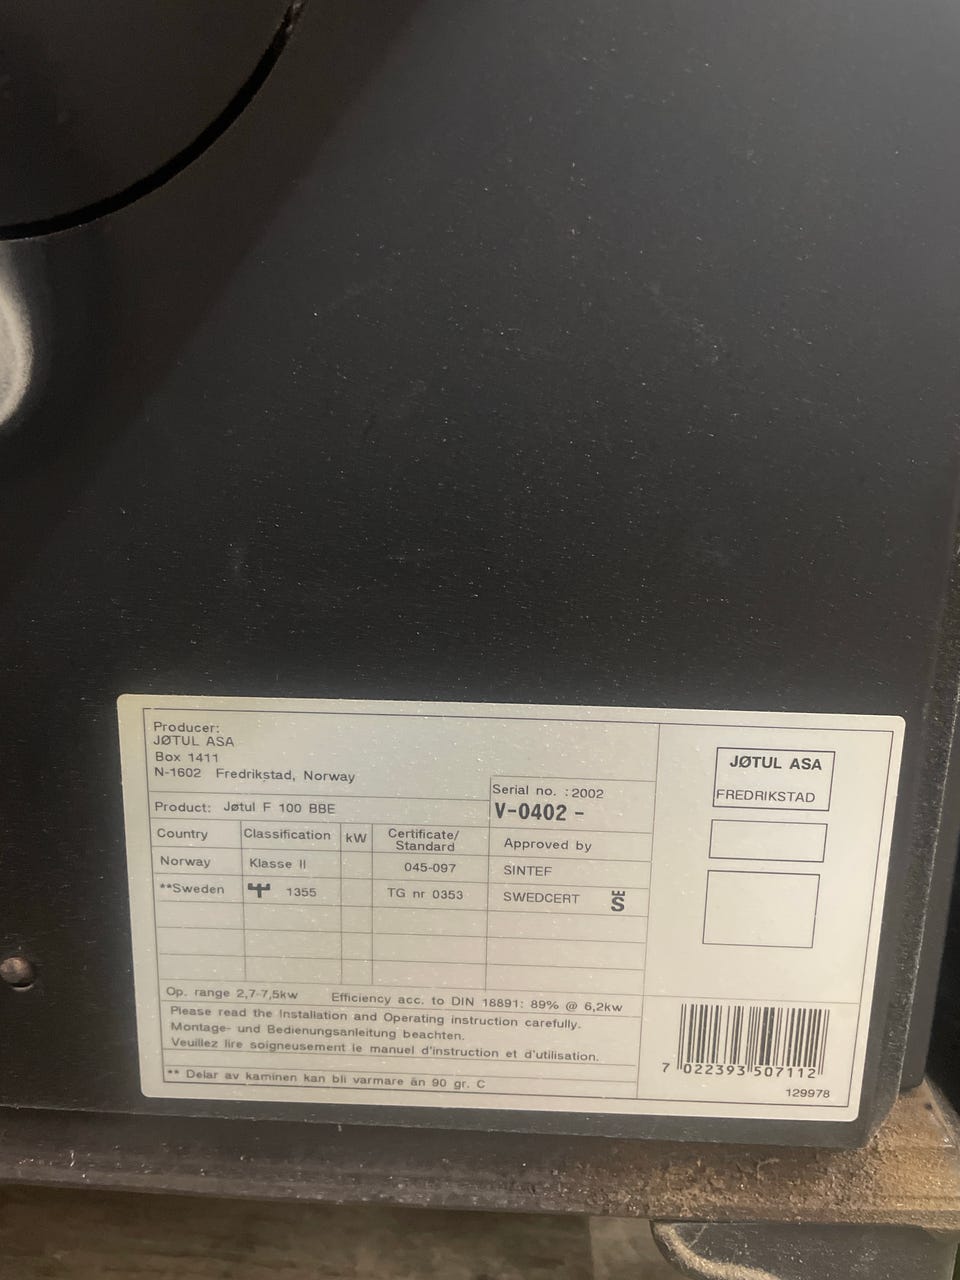 Producer:
JØTUL ASA
Box 1411
N-1602 Fredrikstad, Norway
Product: Jøtul F 100 BBE
Serial no. : 2002
V-0402 -
Country Classification kW Certificate/ Standard Approved by
Norway Klasse II 045-097 SINTEF
**Sweden 1355 TG nr 0353 SWEDCERT S
Op. range 2,7-7,5kw Efficiency acc. to DIN 18891: 89% @ 6,2kw
Please read the Installation and Operating instruction carefully.
Montage- und Bedienungsanleitung beachten.
Veuillez lire soigneusement le manuel d'instruction et d'utilisation.
** Delar av kaminen kan bli varmare än 90 gr. C
JØTUL ASA
FREDRIKSTAD
7 022393 507112
129978